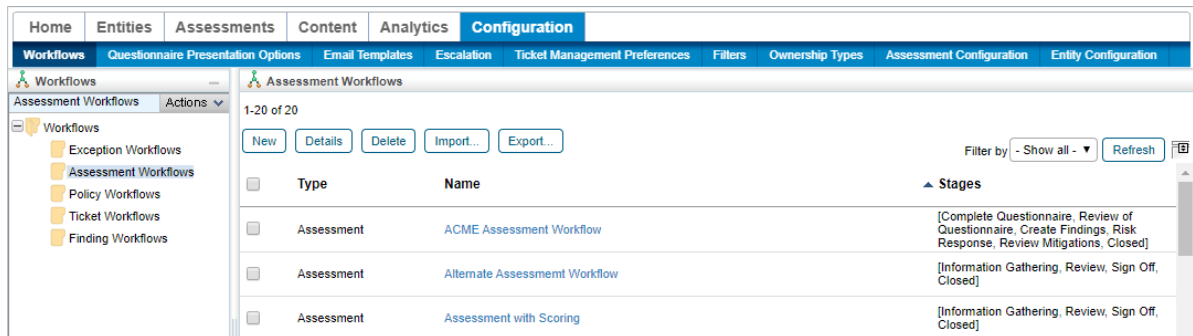 Home Entities Assessments Content Analytics Configuration
Workflows Questionnaire Presentation Options Email Templates Escalation Ticket Management Preferences Filters Ownership Types Assessment Configuration Entity Configuration
Workflows
Assessment Workflows Actions
Workflows
Exception Workflows
Assessment Workflows
Policy Workflows
Ticket Workflows
Finding Workflows
Assessment Workflows
1-20 of 20
New Details Delete Import... Export...
Filter by - Show all - Refresh
Type Name Stages
Assessment ACME Assessment Workflow [Complete Questionnaire, Review of
Questionnaire, Create Findings, Risk
Response, Review Mitigations, Closed]
Assessment Alternate Assessmemt Workflow [Information Gathering, Review, Sign Off,
Closed]
Assessment Assessment with Scoring [Information Gathering, Review, Sign Off,
Closed]